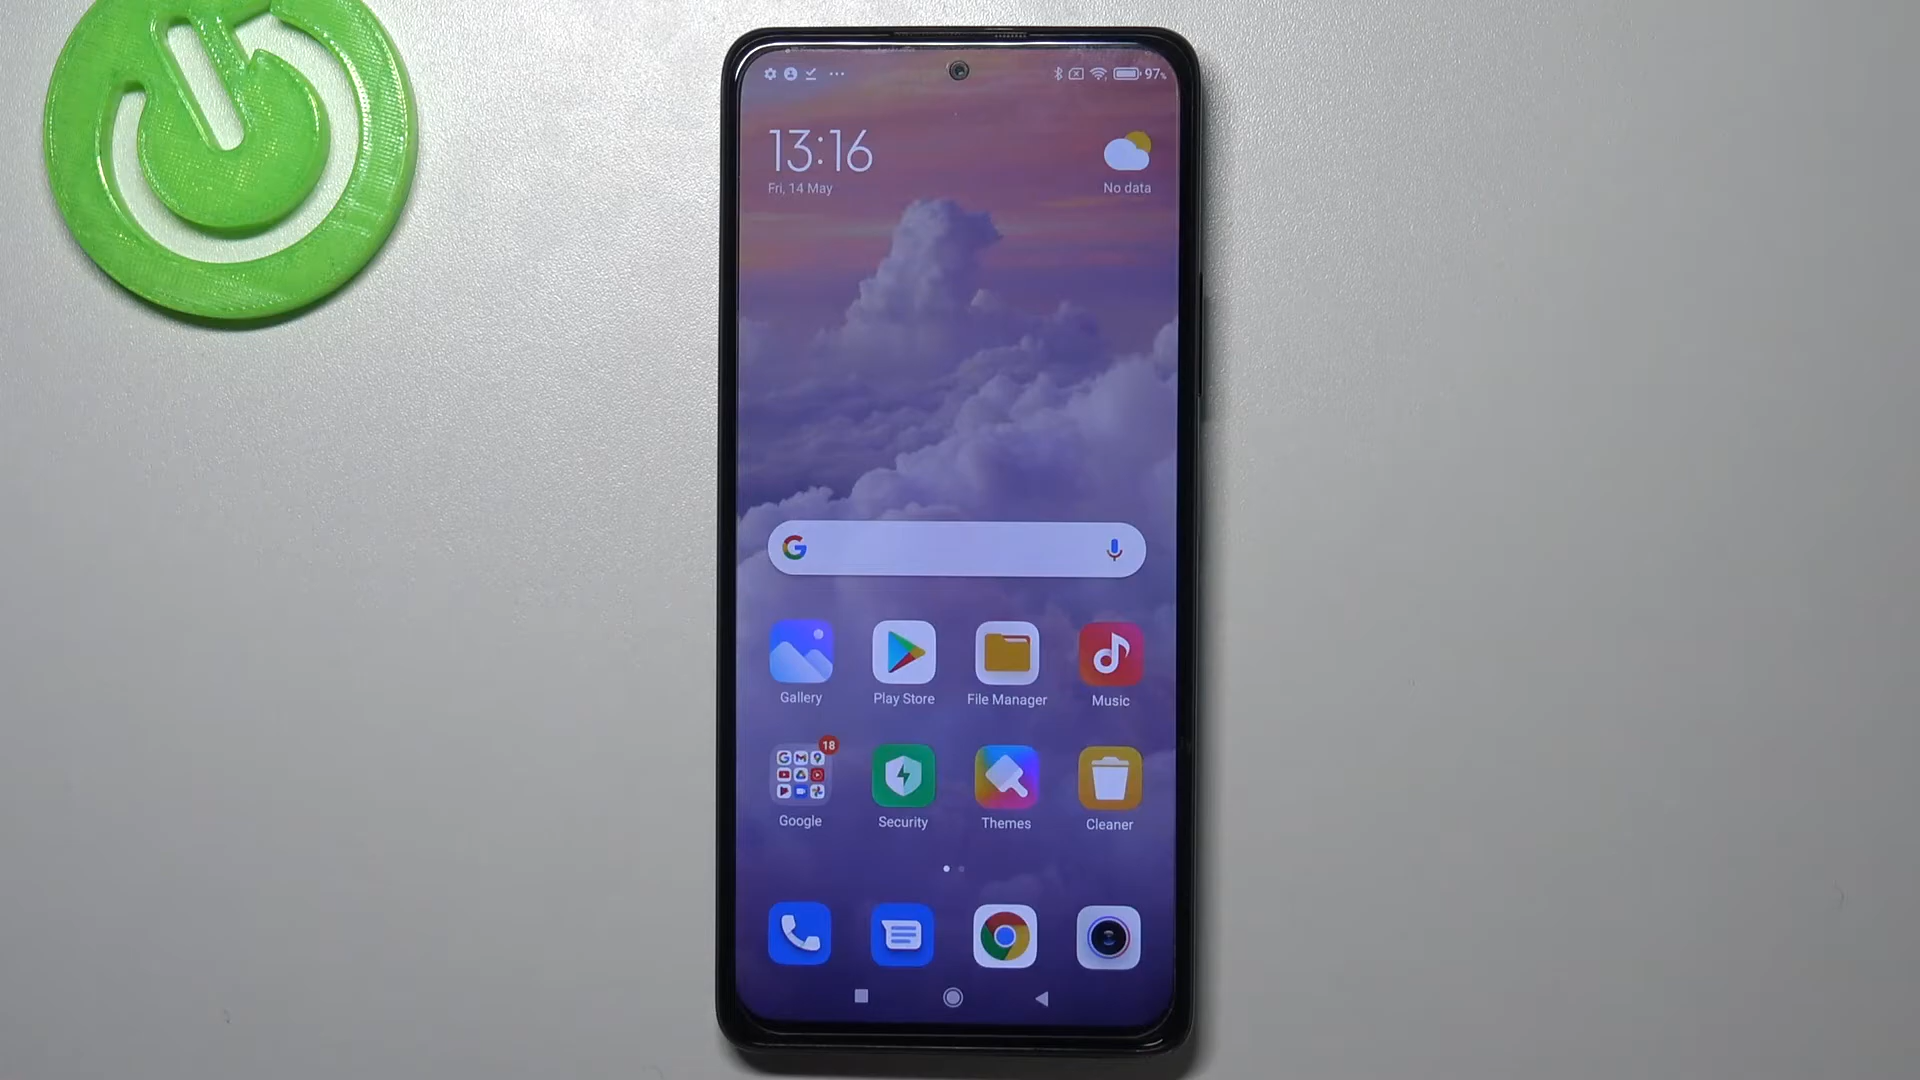 97%
13:16
Fri, 14 May
No data
Gallery
Play Store
File Manager
Music
18
Google
Security
Themes
Cleaner